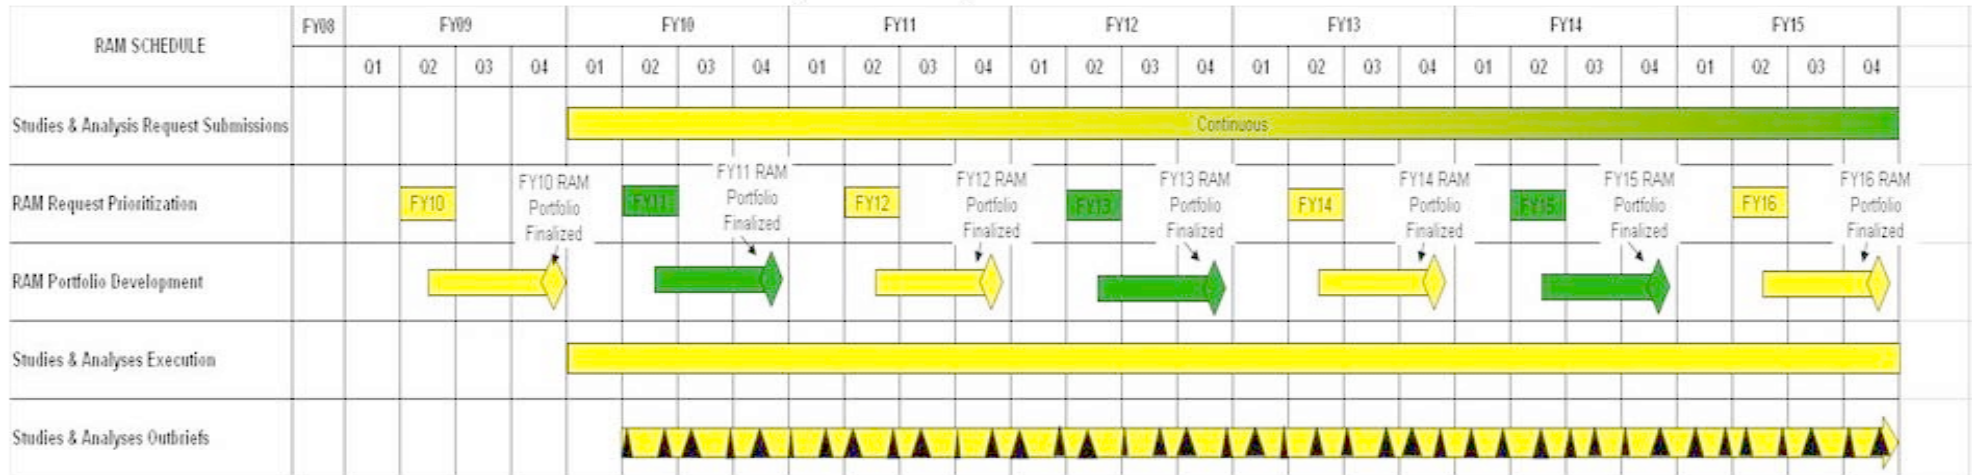 RAM SCHEDULE
FY08 FY09 FY10 FY11 FY12 FY13 FY14 FY15
Q1 Q2 Q3 Q4 Q1 Q2 Q3 Q4 Q1 Q2 Q3 Q4 Q1 Q2 Q3 Q4 Q1 Q2 Q3 Q4 Q1 Q2 Q3 Q4 Q1 Q2 Q3 Q4
Studies & Analysis Request Submissions
Continuous
RAM Request Prioritization
FY10
FY10 RAM
Portfolio
Finalized
FY11
FY11 RAM
Portfolio
Finalized
FY12
FY12 RAM
Portfolio
Finalized
FY13
FY13 RAM
Portfolio
Finalized
FY14
FY14 RAM
Portfolio
Finalized
FY15
FY15 RAM
Portfolio
Finalized
FY16
FY16 RAM
Portfolio
Finalized
RAM Portfolio Development
Studies & Analyses Execution
Studies & Analyses Outbriefs